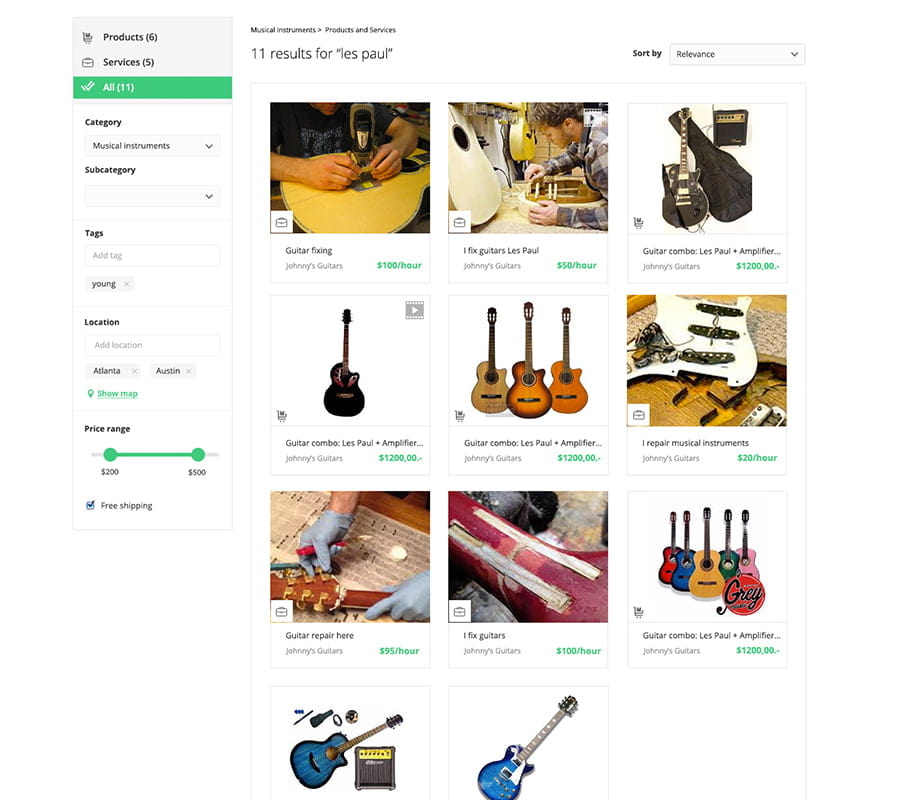 Products (6)
Services (5)
All (11)
Category
Musical instruments
Subcategory
Tags
Add tag
young ×
Location
Add location
Atlanta × Austin ×
Show map
Price range
$200 $500
Free shipping
Musical instruments > Products and Services
11 results for “les paul”
Sort by Relevance
Guitar fixing
Johnny's Guitars $100/hour
I fix guitars Les Paul
Johnny's Guitars $50/hour
Guitar combo: Les Paul + Amplifier...
Johnny's Guitars $1200,00.-
Guitar combo: Les Paul + Amplifier...
Johnny's Guitars $1200,00.-
Guitar combo: Les Paul + Amplifier...
Johnny's Guitars $1200,00.-
I repair musical instruments
Johnny's Guitars $20/hour
Guitar repair here
Johnny's Guitars $95/hour
I fix guitars
Johnny's Guitars $100/hour
Grey
Guitar combo: Les Paul + Amplifier...
Johnny's Guitars $1200,00.-